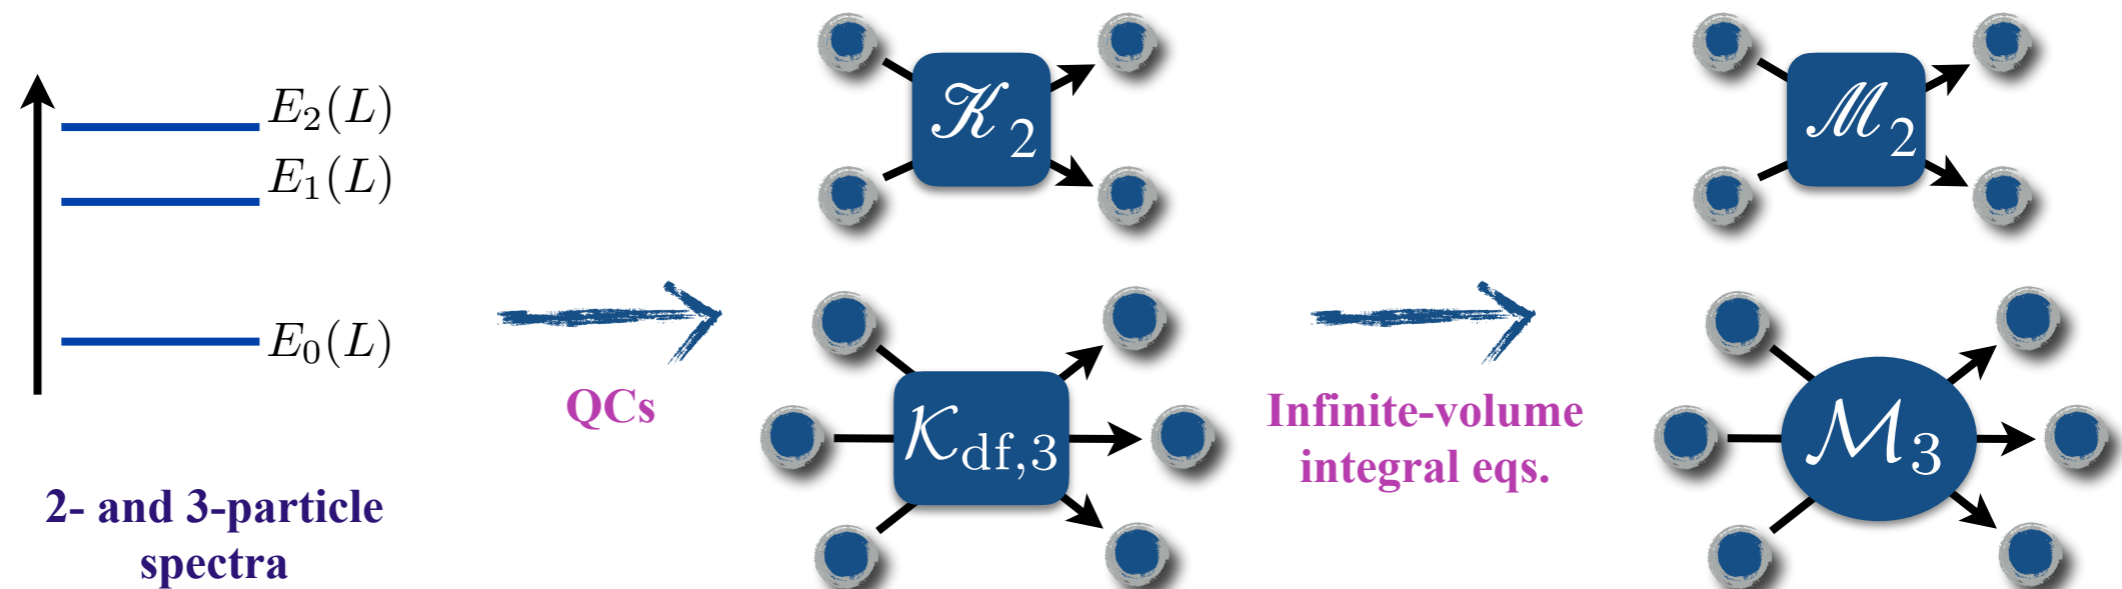 E₂(L)
E₁(L)
E₀(L)
2- and 3-particle
spectra
QCs
𝒦₂
𝒦df,3
Infinite-volume
integral eqs.
ℳ₂
ℳ₃